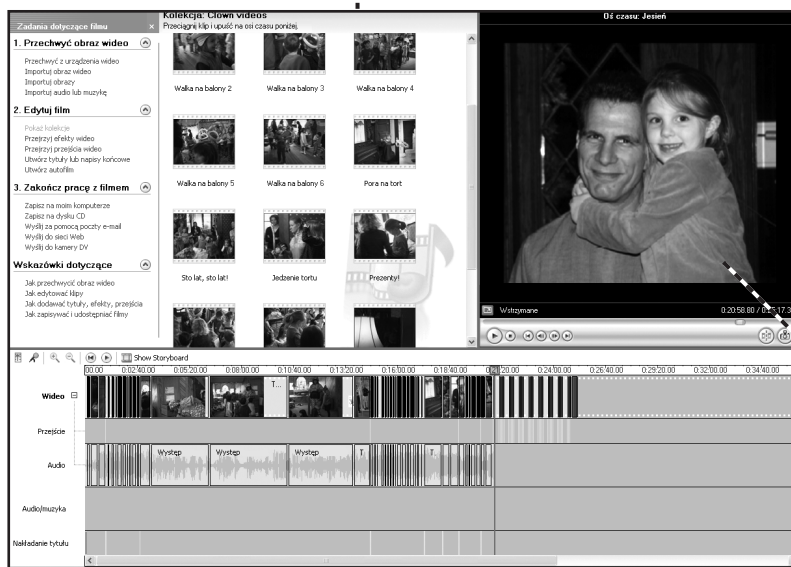 Zadania dotyczące filmu
1. Przechwyć obraz wideo
Przechwyć z urządzenia wideo
Importuj obraz wideo
Importuj obrazy
Importuj audio lub muzykę
2. Edytuj film
Pokaż kolekcje
Przejrzyj efekty wideo
Przejrzyj przejścia wideo
Utwórz tytuły lub napisy końcowe
Utwórz autofilm
3. Zakończ pracę z filmem
Zapisz na moim komputerze
Zapisz na dysku CD
Wyślij za pomocą poczty e-mail
Wyślij do sieci Web
Wyślij do kamery DV
Wskazówki dotyczące
Jak przechwycić obraz wideo
Jak edytować klipy
Jak dodawać tytuły, efekty, przejścia
Jak zapisywać i udostępniać filmy
Kolekcja: Clown videos
Przeciągnij klip i upuść na osi czasu poniżej.
Walka na balony 2
Walka na balony 3
Walka na balony 4
Walka na balony 5
Walka na balony 6
Pora na tort
Sto lat, sto lat!
Jedzenie tortu
Prezenty!
Oś czasu: Jesień
Wstrzymane
0:20:58.80
Show Storyboard
00.00 0:02:40.00 0:05:20.00 0:08:00.00 0:10:40.00 0:13:20.00 0:16:00.00 0:18:40.00 0:24:00.00 0:26:40.00 0:29:20.00 0:32:00.00 0:34:40.00
Wideo
T...
Przejście
Audio
Występ
Występ
Występ
T.
T.
Audio/muzyka
Nakładanie tytułu